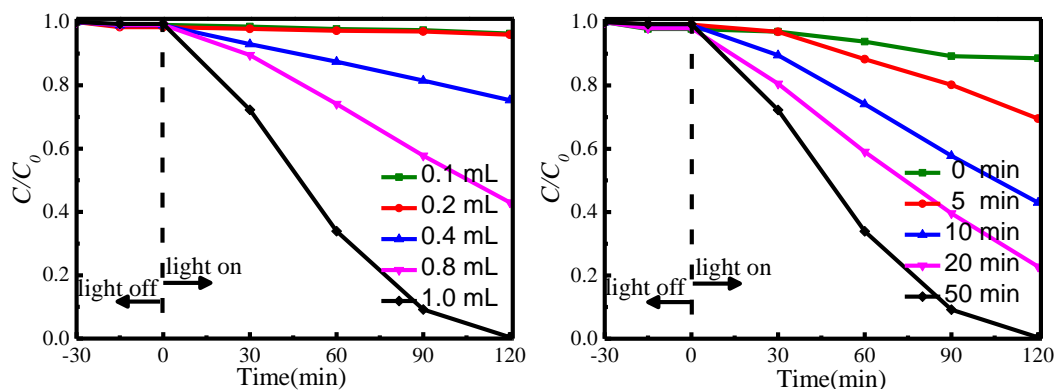 C/C0
1.0
0.8
0.6
0.4
0.2
0.0
-30
0
30
60
90
120
Time(min)
light off
light on
0.1 mL
0.2 mL
0.4 mL
0.8 mL
1.0 mL
C/C0
1.0
0.8
0.6
0.4
0.2
0.0
-30
0
30
60
90
120
Time(min)
light off
light on
0 min
5 min
10 min
20 min
50 min